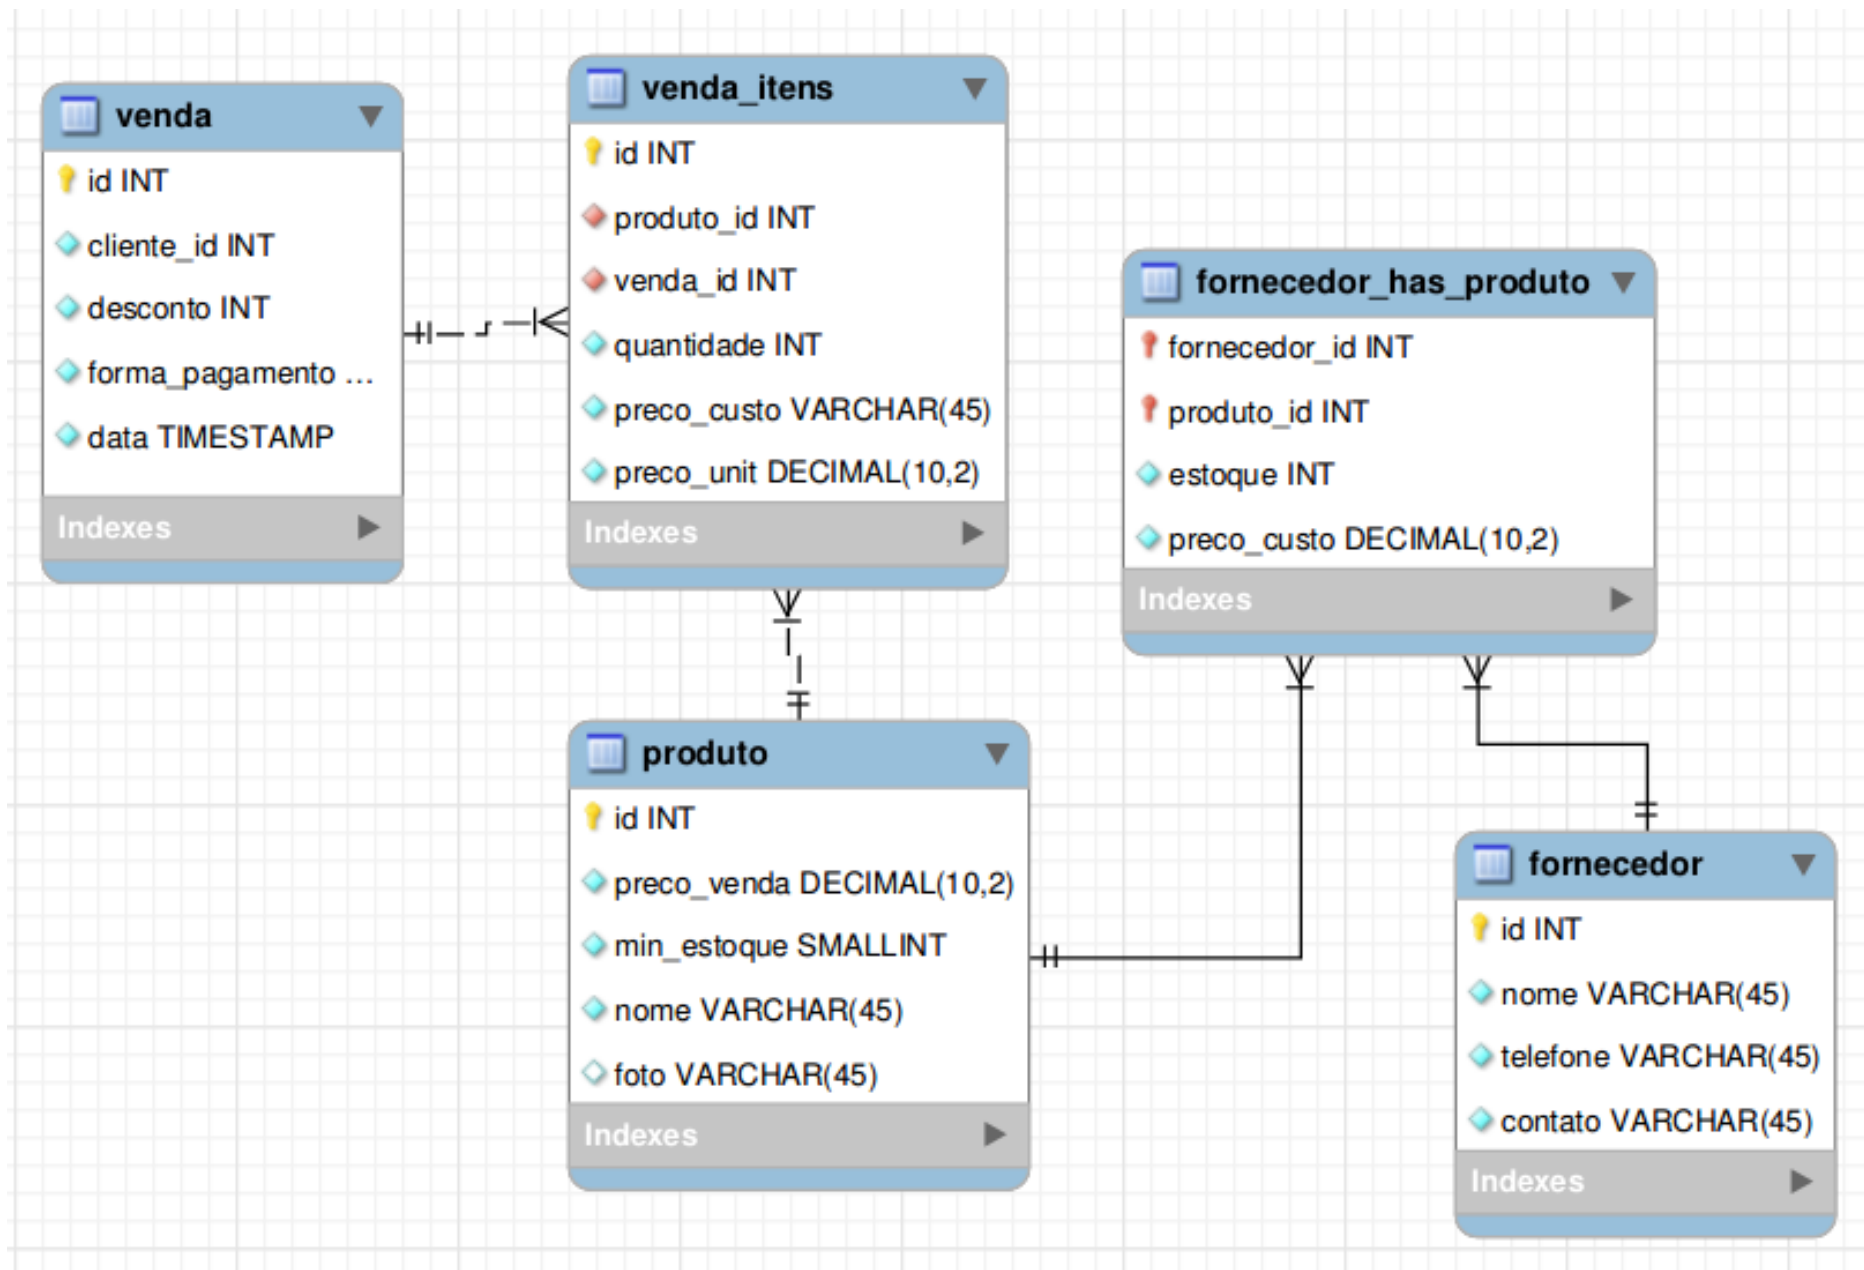 venda
id INT
cliente_id INT
desconto INT
forma_pagamento ...
data TIMESTAMP
Indexes
venda_itens
id INT
produto_id INT
venda_id INT
quantidade INT
preco_custo VARCHAR(45)
preco_unit DECIMAL(10,2)
Indexes
fornecedor_has_produto
fornecedor_id INT
produto_id INT
estoque INT
preco_custo DECIMAL(10,2)
Indexes
produto
id INT
preco_venda DECIMAL(10,2)
min_estoque SMALLINT
nome VARCHAR(45)
foto VARCHAR(45)
Indexes
fornecedor
id INT
nome VARCHAR(45)
telefone VARCHAR(45)
contato VARCHAR(45)
Indexes